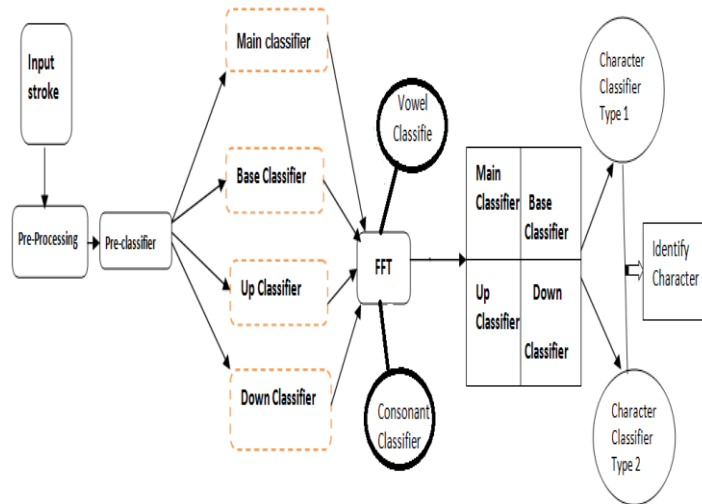 Input
stroke
Pre-Processing
Pre-classifier
Main classifier
Base Classifier
Up Classifier
Down Classifier
Vowel
Classifie
FFT
Consonant
Classifier
Main
Classifier
Base
Classifier
Up
Classifier
Down
Classifier
Character
Classifier
Type 1
Identify
Character
Character
Classifier
Type 2